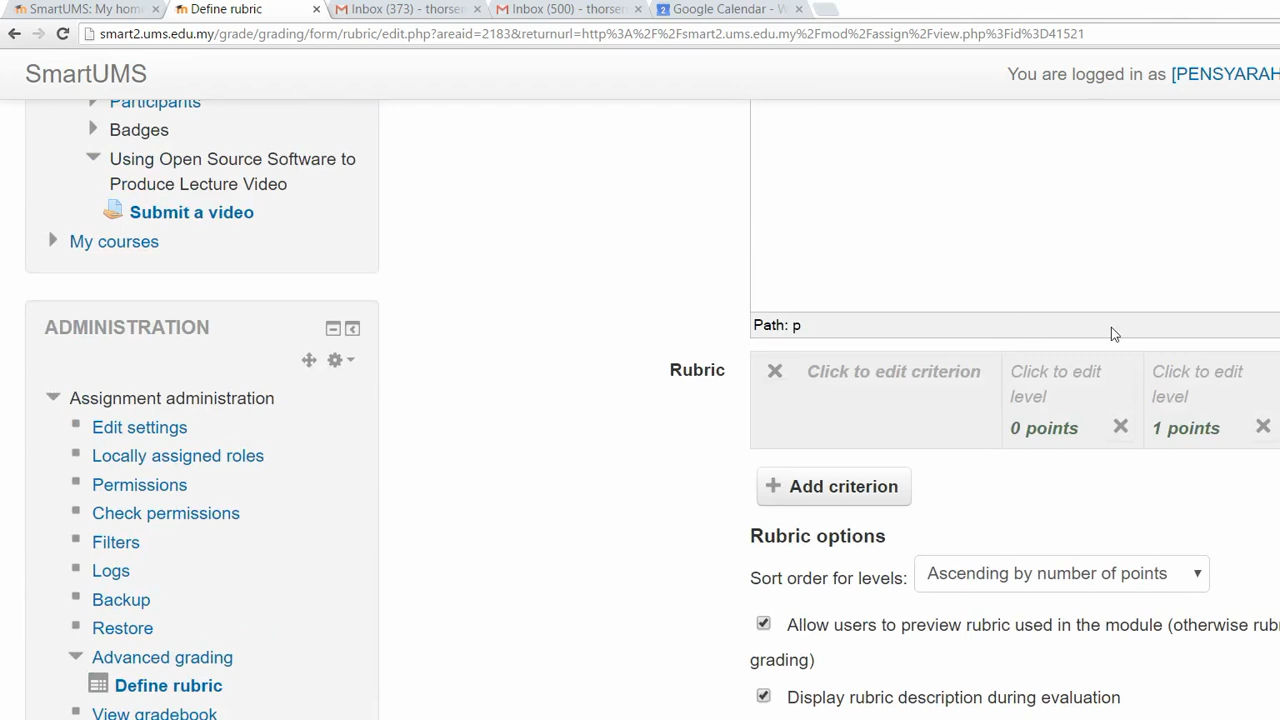 SmartUMS: My hom
Define rubric
Inbox (373) - thorsen
Inbox (500) - thorsem
Google Calendar - W
smart2.ums.edu.my/grade/grading/form/rubric/edit.php?areaid=2183&returnurl=http%3A%2F%2Fsmart2.ums.edu.my%2Fmod%2Fassign%2Fview.php%3Fid%3D41521
SmartUMS
You are logged in as [PENSYARAH
Participants
Badges
Using Open Source Software to
Produce Lecture Video
Submit a video
My courses
ADMINISTRATION
Assignment administration
Edit settings
Locally assigned roles
Permissions
Check permissions
Filters
Logs
Backup
Restore
Advanced grading
Define rubric
View gradebook
Path: p
Rubric
Click to edit criterion
Click to edit
level
0 points
Click to edit
level
1 points
Add criterion
Rubric options
Sort order for levels: Ascending by number of points
Allow users to preview rubric used in the module (otherwise rub
grading)
Display rubric description during evaluation